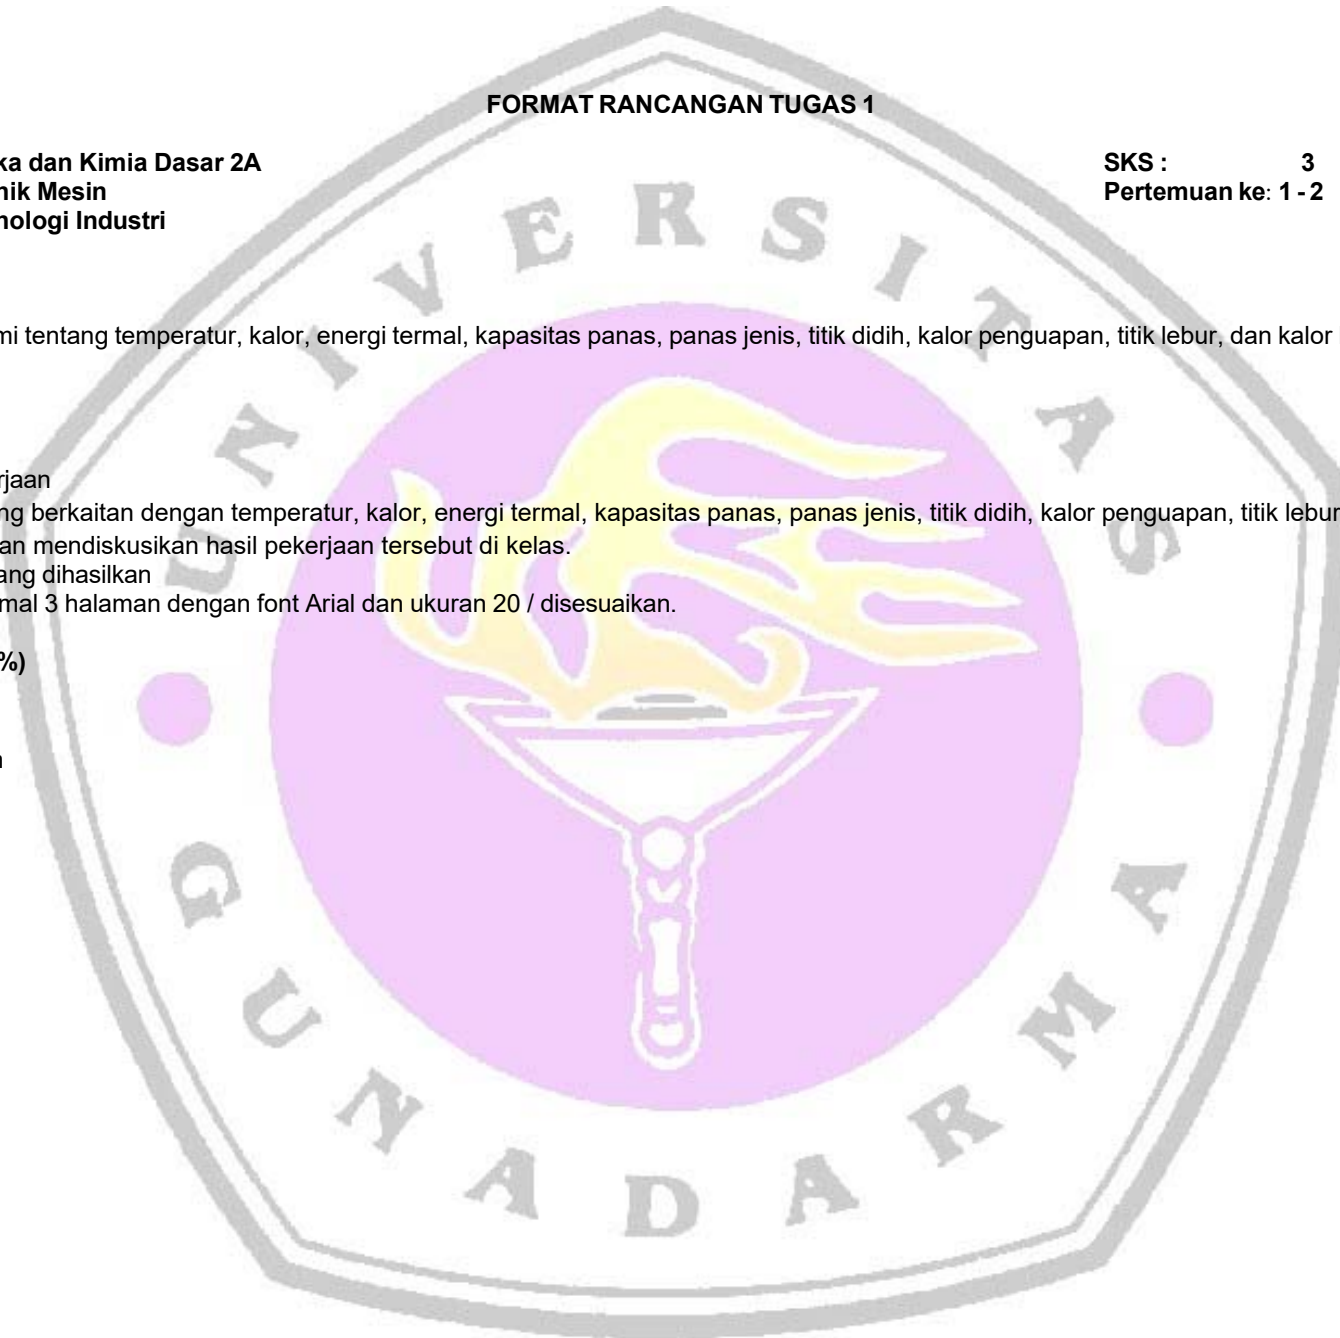 FORMAT RANCANGAN TUGAS 1
ka dan Kimia Dasar 2A SKS : 3
nik Mesin Pertemuan ke: 1 - 2
nologi Industri
mi tentang temperatur, kalor, energi termal, kapasitas panas, panas jenis, titik didih, kalor penguapan, titik lebur, dan kalor
rjaan
ng berkaitan dengan temperatur, kalor, energi termal, kapasitas panas, panas jenis, titik didih, kalor penguapan, titik lebur
an mendiskusikan hasil pekerjaan tersebut di kelas.
ang dihasilkan
mal 3 halaman dengan font Arial dan ukuran 20 / disesuaikan.
%)
UNIVERSITAS
GUNADARMA